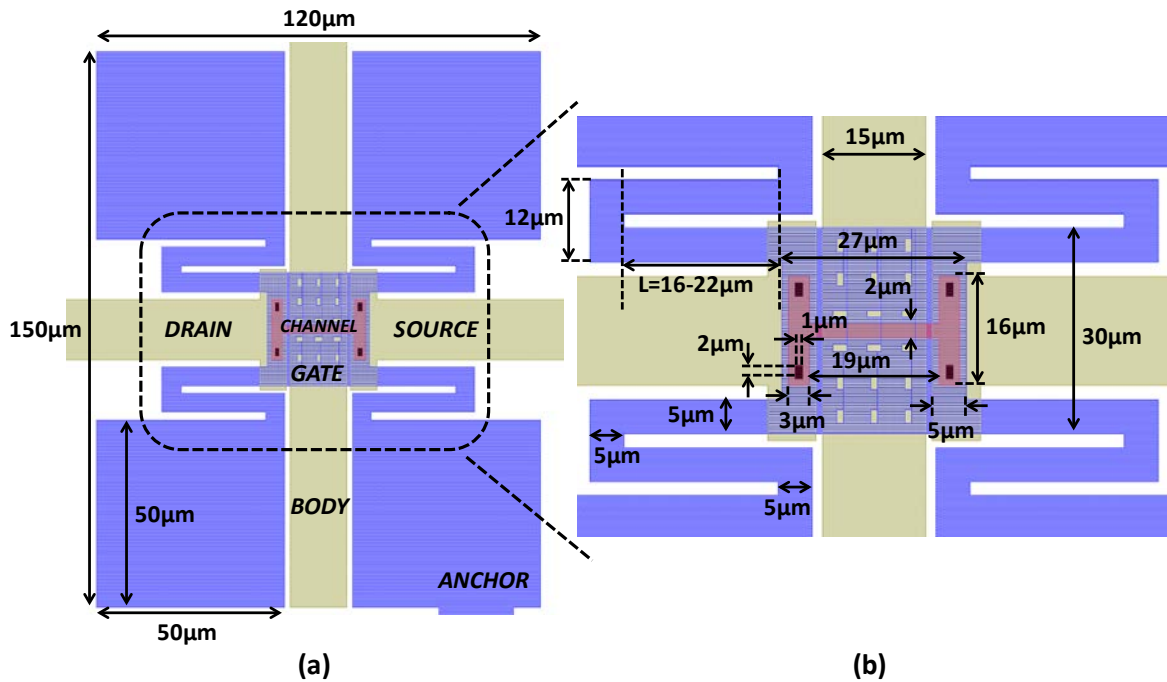 120µm
150µm
DRAIN
CHANNEL
SOURCE
GATE
BODY
50µm
ANCHOR
50µm
(a)
15µm
12µm
27µm
L=16-22µm
2µm
1µm
16µm
30µm
2µm
19µm
5µm
3µm
5µm
5µm
5µm
(b)